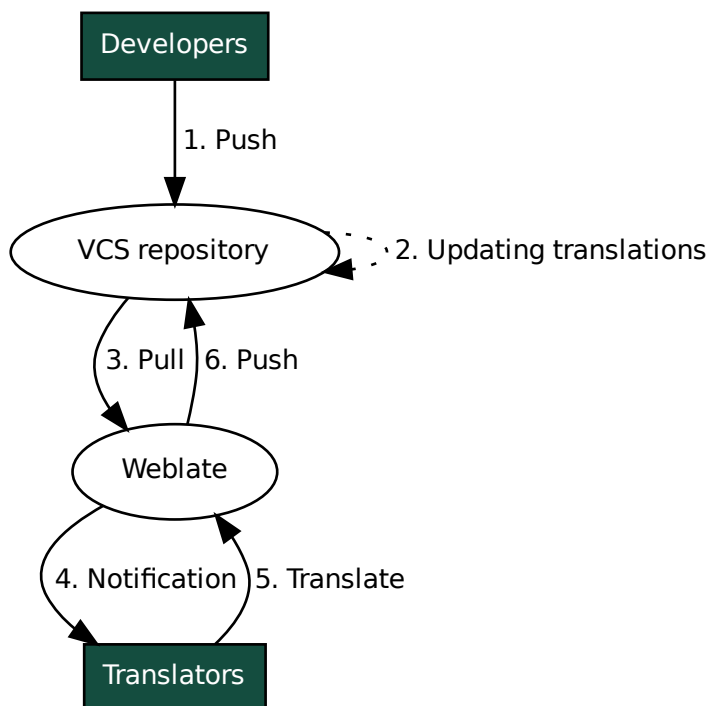 Developers
1. Push
VCS repository
2. Updating translations
3. Pull
6. Push
Weblate
4. Notification
5. Translate
Translators